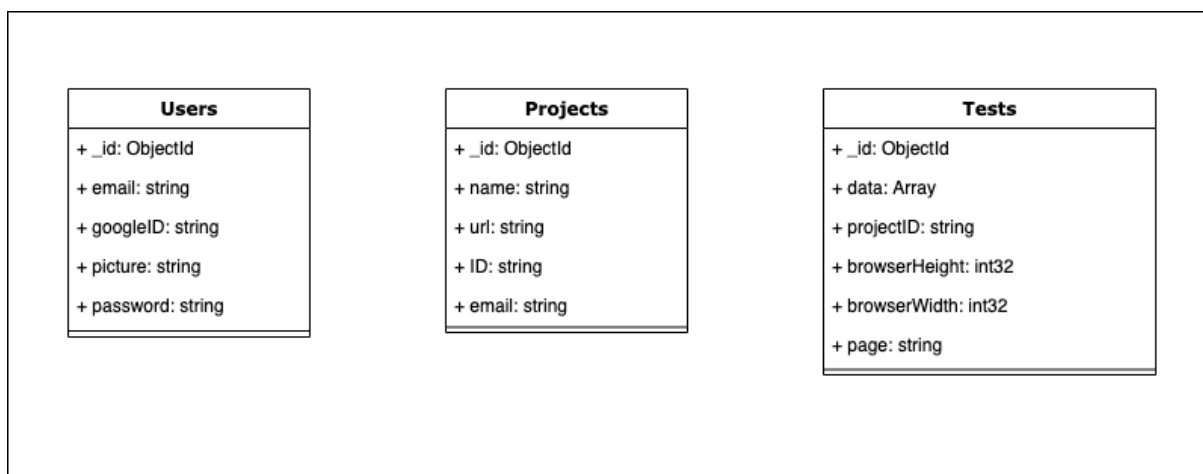 Users
+ _id: ObjectId
+ email: string
+ googleID: string
+ picture: string
+ password: string
Projects
+ _id: ObjectId
+ name: string
+ url: string
+ ID: string
+ email: string
Tests
+ _id: ObjectId
+ data: Array
+ projectID: string
+ browserHeight: int32
+ browserWidth: int32
+ page: string